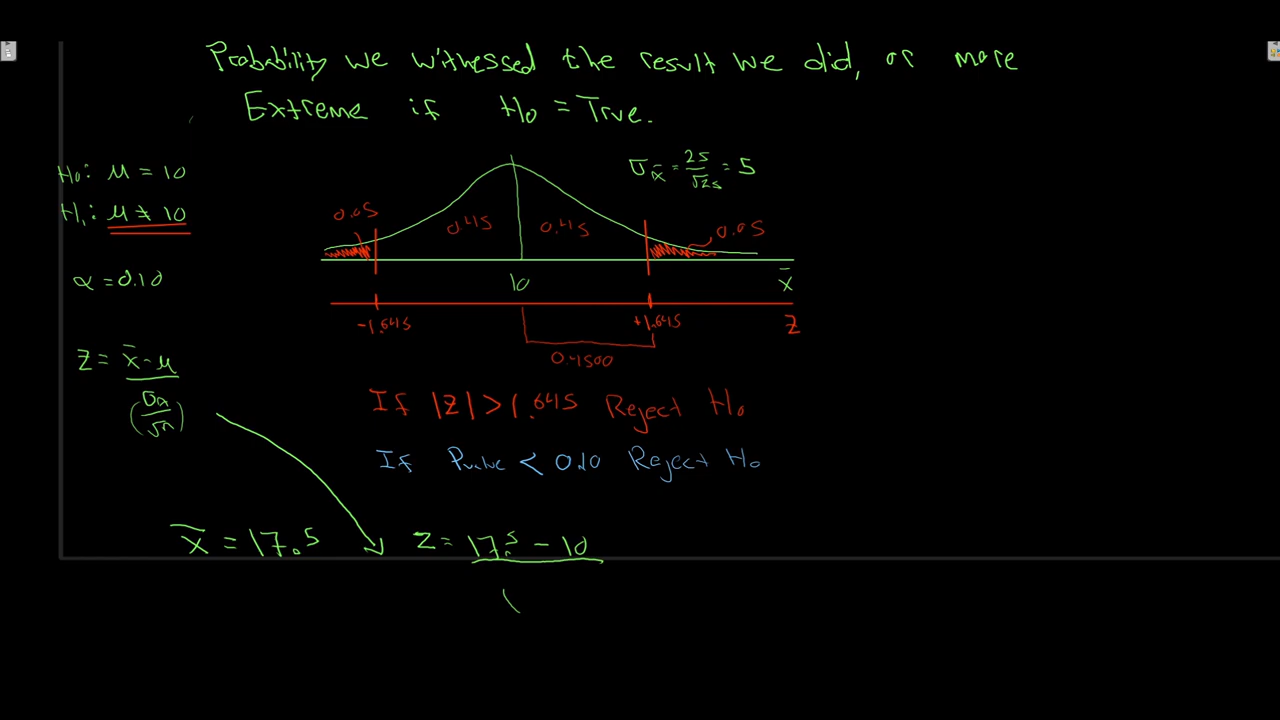 Probability we witnessed the result we did, or more
Extreme if H₀ = True.
H₀: μ = 10
H₁: μ ≠ 10
α = 0.10
Z = x̄ - μ
(σx/√n)
σx̄ = 25/√25 = 5
0.05 0.45 0.45 0.05
10 x̄
-1.645 +1.645 Z
0.4500
If |Z| > 1.645 Reject H₀
If Pvalue < 0.10 Reject H₀
x̄ = 17.5 Z = 17.5 - 10
(